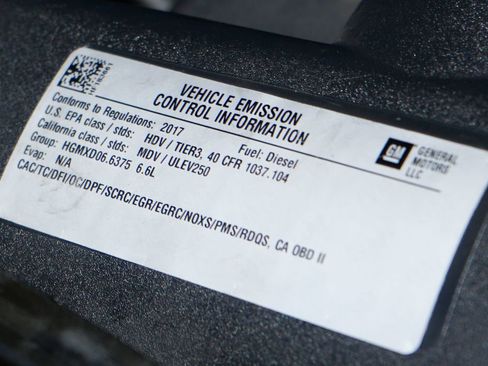 VEHICLE EMISSION
CONTROL INFORMATION
Conforms to Regulations: 2017 Fuel: Diesel
U.S. EPA class / stds: HDV / TIER3, 40 CFR 1037.104
California class / stds: MDV / ULEV250
Group: HGMXD06.6375 6.6L
Evap: N/A
CAC/TC/DFI/OC/DPF/SCRC/EGR/EGRC/NOXS/PMS/RDQS, CA OBD II
GM
GENERAL
MOTORS
LLC